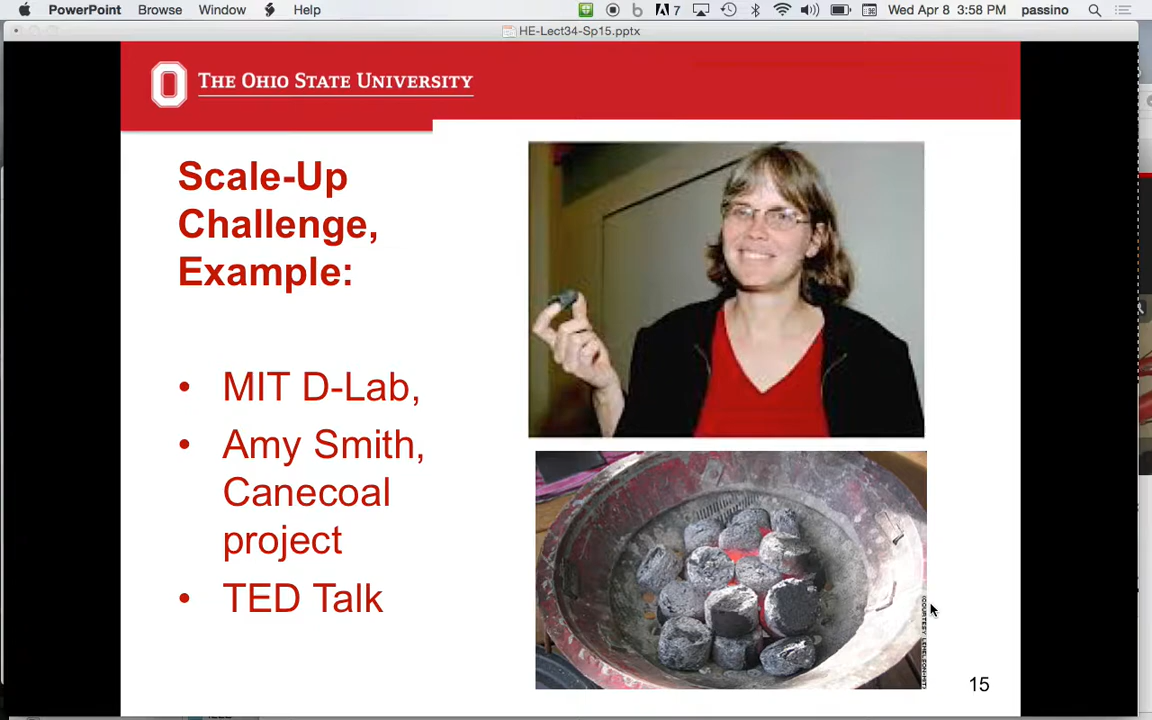 PowerPoint Browse Window Help
7 Wed Apr 8 3:58 PM passino
HE-Lect34-Sp15.pptx
THE OHIO STATE UNIVERSITY
Scale-Up
Challenge,
Example:
• MIT D-Lab,
• Amy Smith,
Canecoal
project
• TED Talk
15